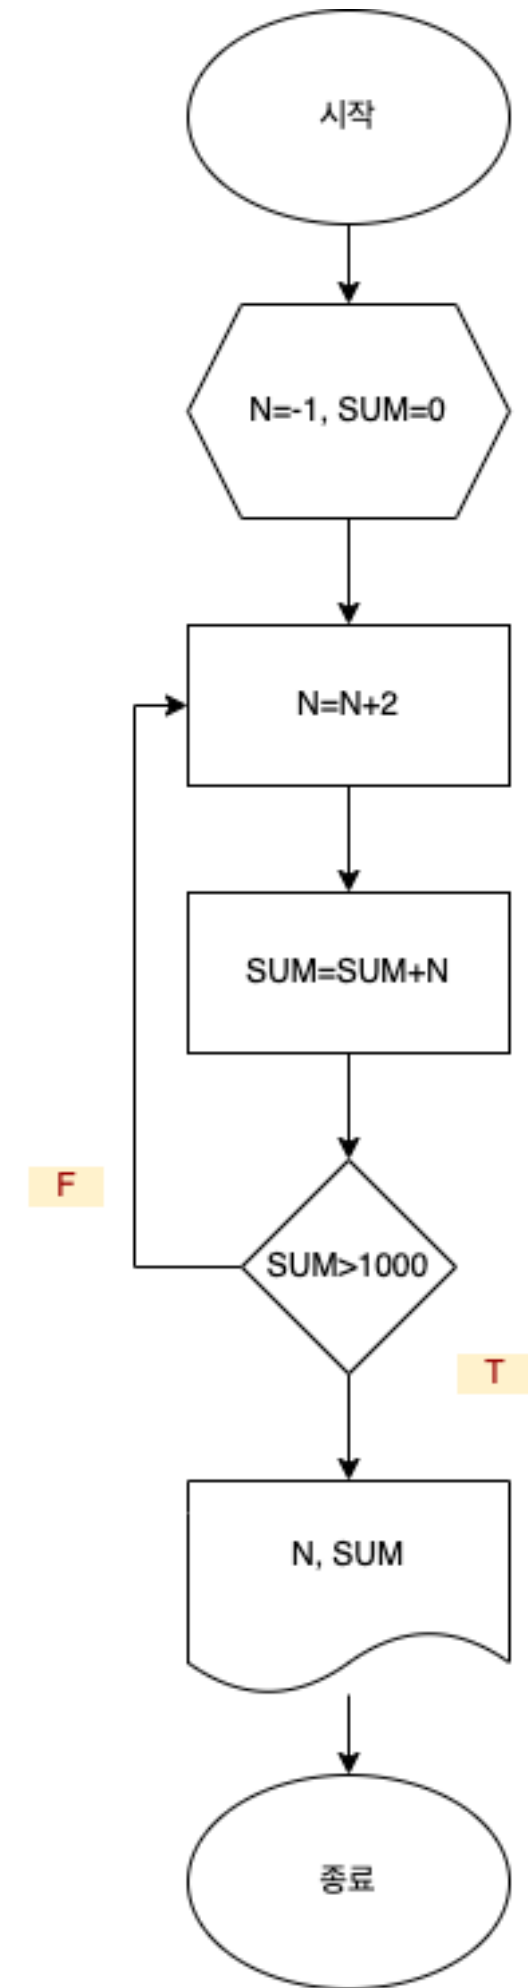 시작
N=-1, SUM=0
N=N+2
SUM=SUM+N
F
SUM>1000
T
N, SUM
종료